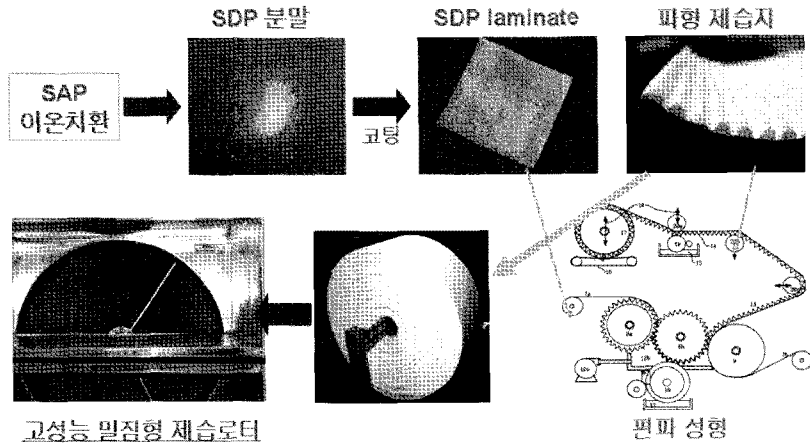 SDP 분말
SDP laminate
파형 제습지
SAP
이온치환
코팅
고성능 밀집형 제습로터
편파 성형